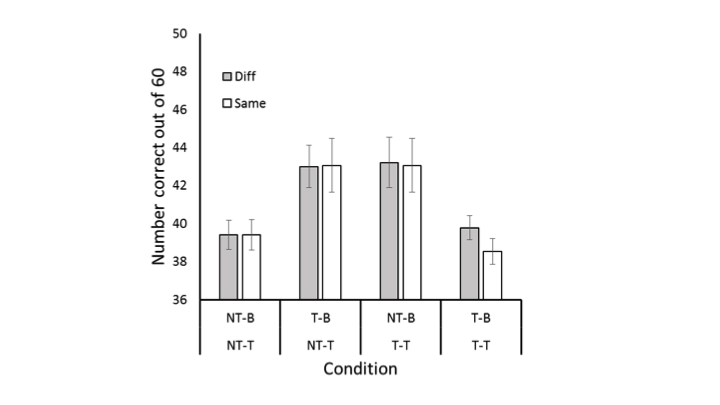 50
48
46
44
42
40
38
36
Number correct out of 60
Diff
Same
NT-B T-B NT-B T-B
NT-T NT-T T-T T-T
Condition